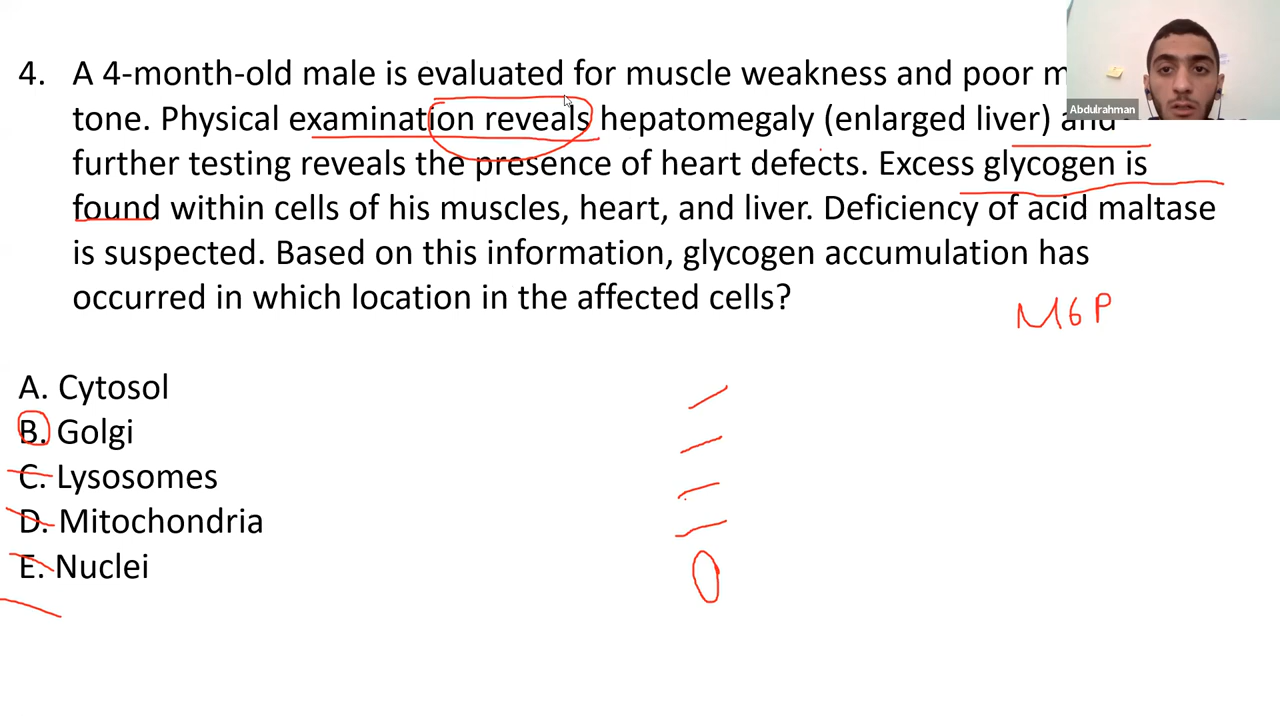 4. A 4-month-old male is evaluated for muscle weakness and poor
Abdulrahman
tone. Physical examination reveals hepatomegaly (enlarged liver) and
further testing reveals the presence of heart defects. Excess glycogen is
found within cells of his muscles, heart, and liver. Deficiency of acid maltase
is suspected. Based on this information, glycogen accumulation has
occurred in which location in the affected cells?
M6P
A. Cytosol
B. Golgi
C. Lysosomes
D. Mitochondria
E. Nuclei